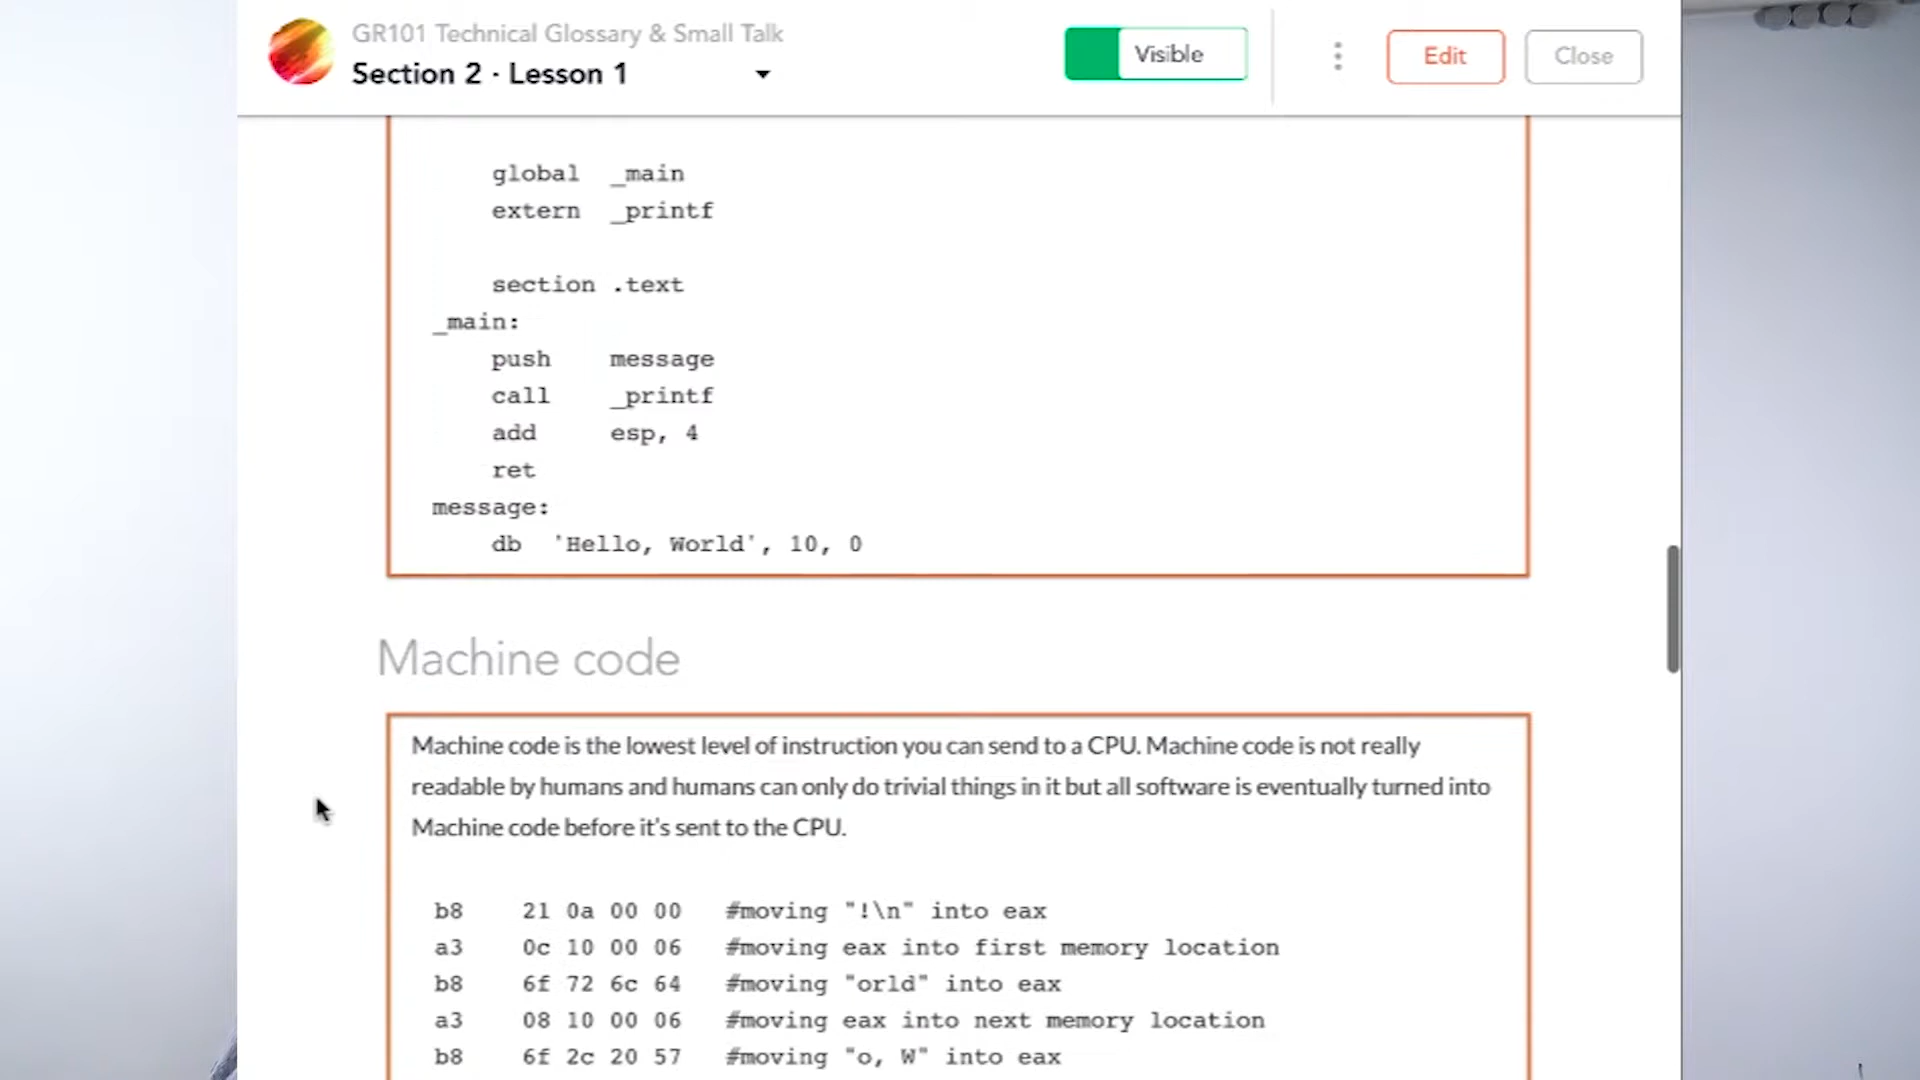 GR101 Technical Glossary & Small Talk
Section 2 · Lesson 1
Visible
Edit
Close
global _main
extern _printf
section .text
_main:
push message
call _printf
add esp, 4
ret
message:
db 'Hello, World', 10, 0
Machine code
Machine code is the lowest level of instruction you can send to a CPU. Machine code is not really
readable by humans and humans can only do trivial things in it but all software is eventually turned into
Machine code before it's sent to the CPU.
b8 21 0a 00 00 #moving "!\n" into eax
a3 0c 10 00 06 #moving eax into first memory location
b8 6f 72 6c 64 #moving "orld" into eax
a3 08 10 00 06 #moving eax into next memory location
b8 6f 2c 20 57 #moving "o, W" into eax